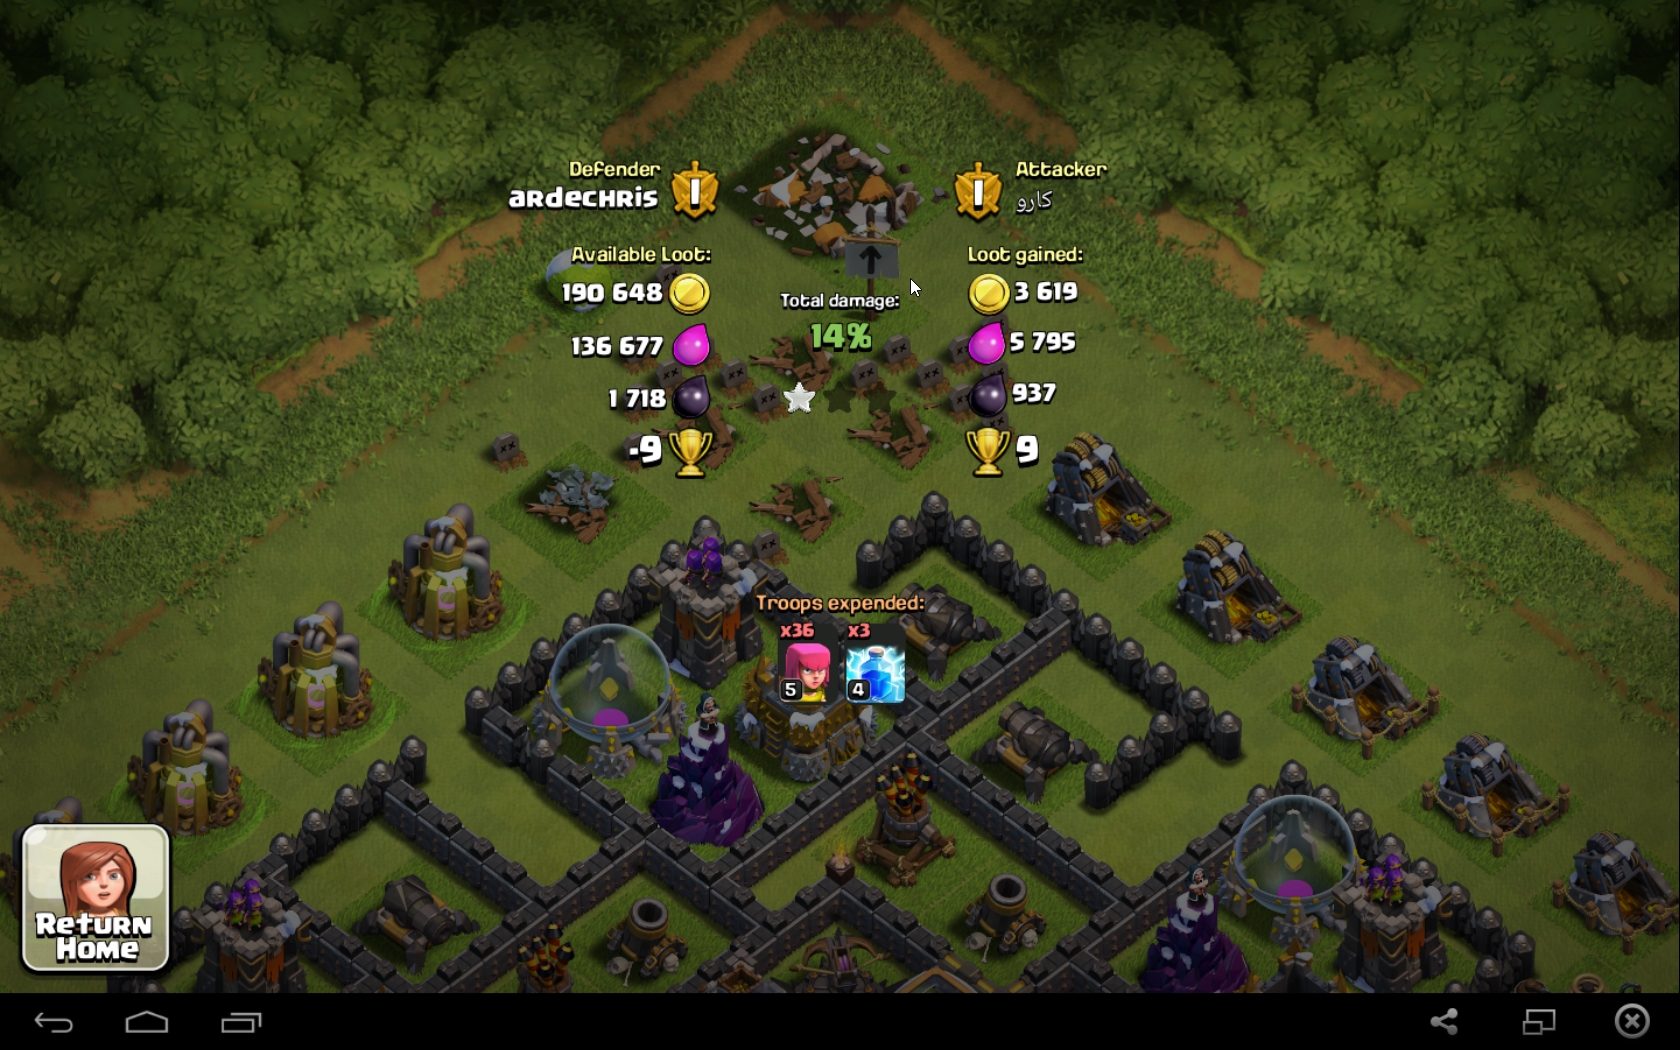 Defender
ardechris
I
Available Loot:
190 648
136 677
1 718
-9
Total damage:
14%
I
Attacker
كارو
Loot gained:
3 619
5 795
937
9
Troops expended:
x36
x3
5
4
Return
Home